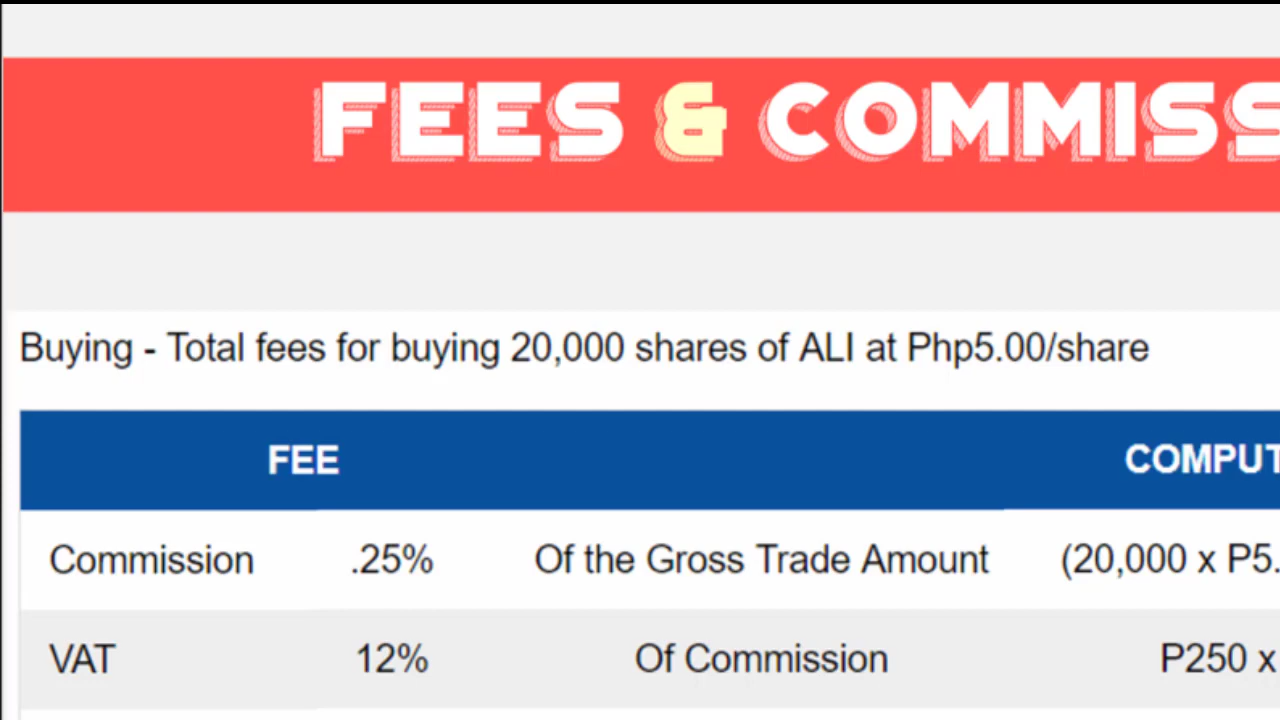 FEES & COMMISS
Buying - Total fees for buying 20,000 shares of ALI at Php5.00/share
FEE COMPUT
Commission .25% Of the Gross Trade Amount (20,000 x P5.
VAT 12% Of Commission P250 x